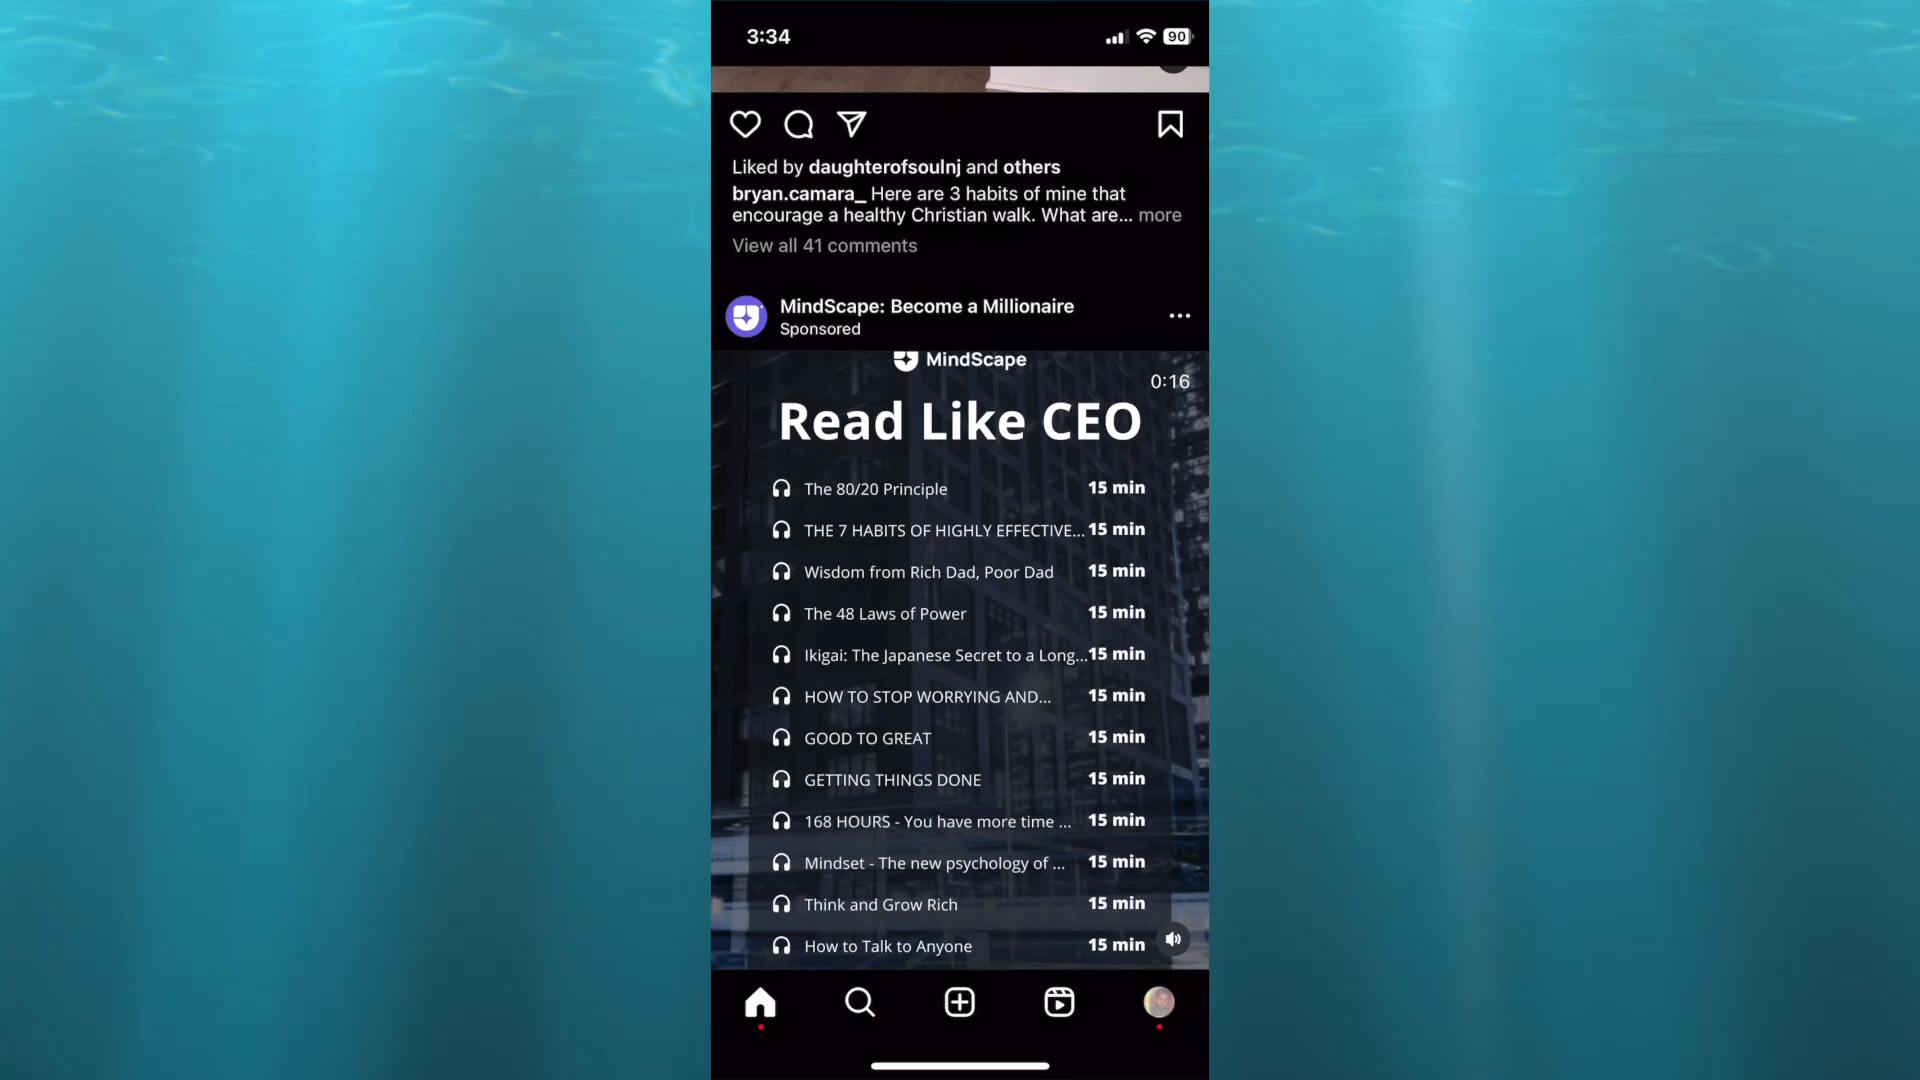 3:34
90
Liked by daughterofsoulnj and others
bryan.camara_ Here are 3 habits of mine that
encourage a healthy Christian walk. What are... more
View all 41 comments
MindScape: Become a Millionaire
Sponsored
MindScape
0:16
Read Like CEO
The 80/20 Principle 15 min
THE 7 HABITS OF HIGHLY EFFECTIVE... 15 min
Wisdom from Rich Dad, Poor Dad 15 min
The 48 Laws of Power 15 min
Ikigai: The Japanese Secret to a Long... 15 min
HOW TO STOP WORRYING AND... 15 min
GOOD TO GREAT 15 min
GETTING THINGS DONE 15 min
168 HOURS - You have more time ... 15 min
Mindset - The new psychology of ... 15 min
Think and Grow Rich 15 min
How to Talk to Anyone 15 min